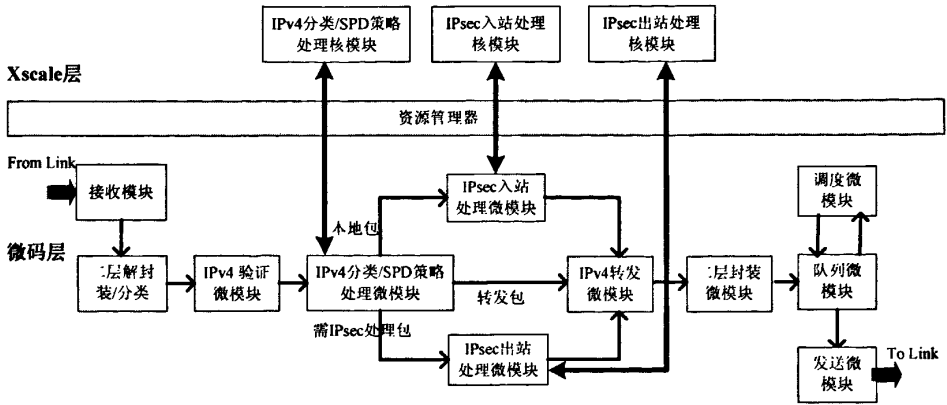 IPv4分类/SPD策略
处理核模块
IPsec入站处理
核模块
IPsec出站处理
核模块
Xscale层
资源管理器
From Link
接收模块
IPsec入站
处理微模块
调度微
模块
本地包
微码层
二层解封
装/分类
IPv4 验证
微模块
IPv4分类/SPD策略
处理微模块
转发包
IPv4转发
微模块
二层封装
微模块
队列微
模块
需IPsec处理包
IPsec出站
处理微模块
发送微
模块
To Link